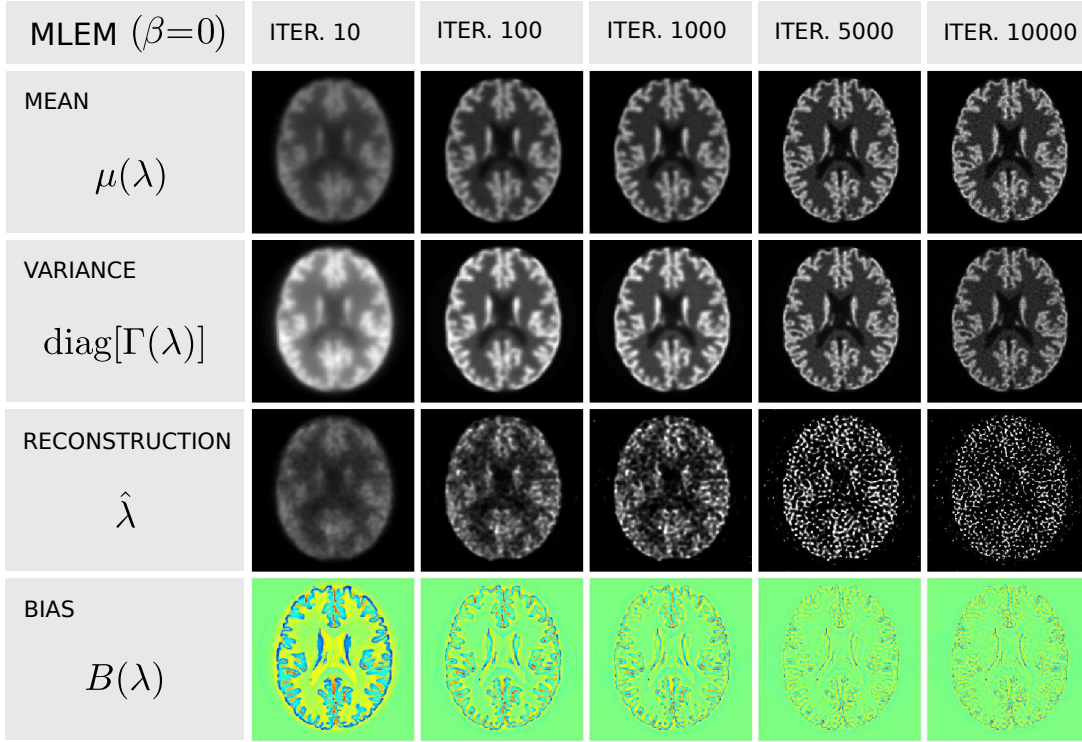 MLEM (β=0) ITER. 10 ITER. 100 ITER. 1000 ITER. 5000 ITER. 10000
MEAN
μ(λ)
VARIANCE
diag[Γ(λ)]
RECONSTRUCTION
λ̂
BIAS
B(λ)